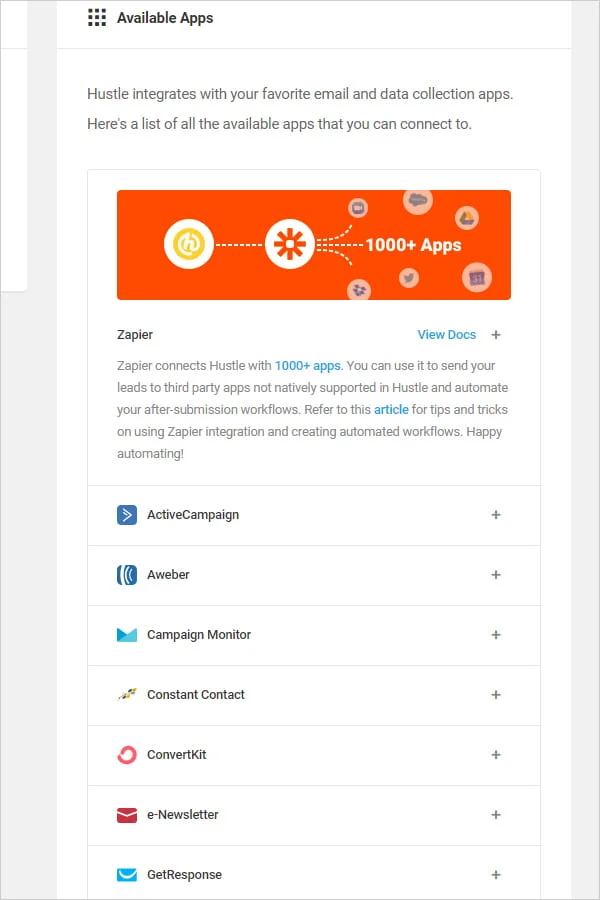 Available Apps
Hustle integrates with your favorite email and data collection apps.
Here's a list of all the available apps that you can connect to.
1000+ Apps
31
Zapier View Docs +
Zapier connects Hustle with 1000+ apps. You can use it to send your
leads to third party apps not natively supported in Hustle and automate
your after-submission workflows. Refer to this article for tips and tricks
on using Zapier integration and creating automated workflows. Happy
automating!
ActiveCampaign +
Aweber +
Campaign Monitor +
Constant Contact +
ConvertKit +
e-Newsletter +
GetResponse +